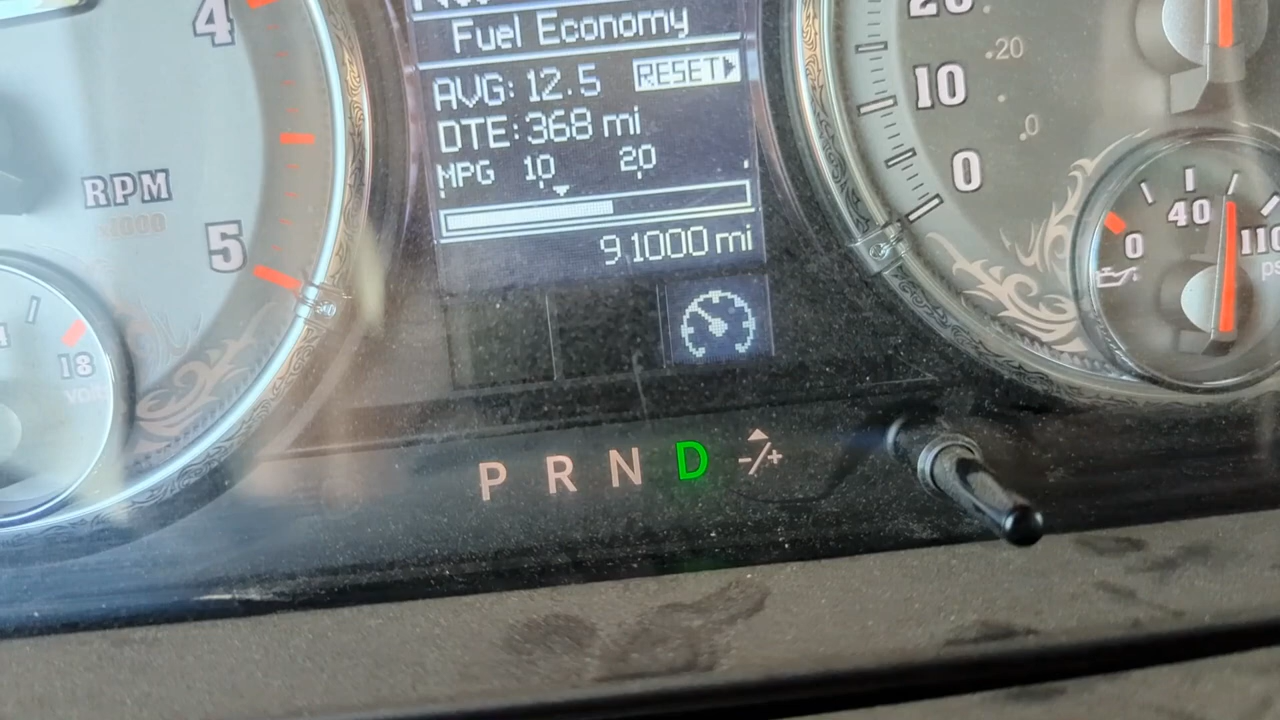 4
RPM
x1000
5
18
VOLTS
Fuel Economy
AVG: 12.5 RESET
DTE: 368 mi
MPG 10 20
91000 mi
P R N D -/+
20
20
10
0
0
0 40 110